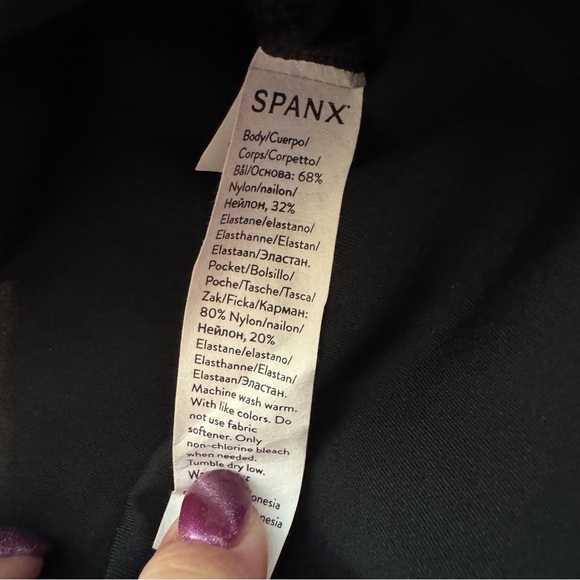 SPANX
Body/Cuerpo/
Corps/Corpetto/
Bål/Основа: 68%
Nylon/nailon/
Нейлон, 32%
Elastane/elastano/
Elasthanne/Elastan/
Elastaan/Эластан.
Pocket/Bolsillo/
Poche/Tasche/Tasca/
Zak/Ficka/Карман:
80% Nylon/nailon/
Нейлон, 20%
Elastane/elastano/
Elasthanne/Elastan/
Elastaan/Эластан.
Machine wash warm.
With like colors. Do
not use fabric
softener. Only
non-chlorine bleach
when needed.
Tumble dry low.